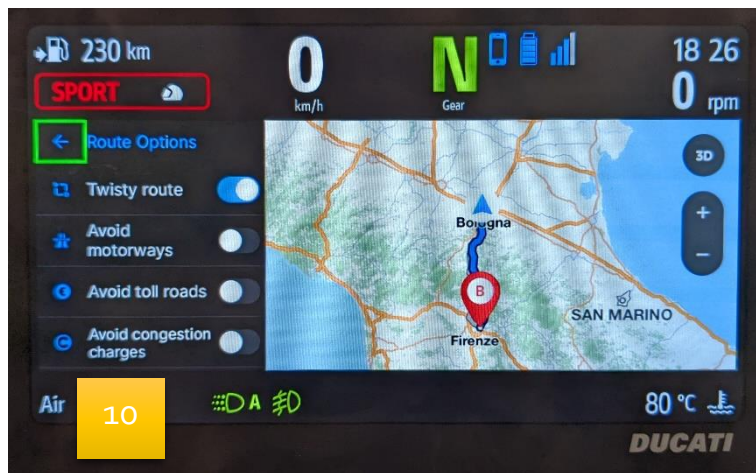 230 km
SPORT
0
km/h
N
Gear
18 26
0 rpm
Route Options
Twisty route
Avoid
motorways
Avoid toll roads
Avoid congestion
charges
3D
+
−
Bologna
B
SAN MARINO
Firenze
Air
10
A
80 °C
DUCATI